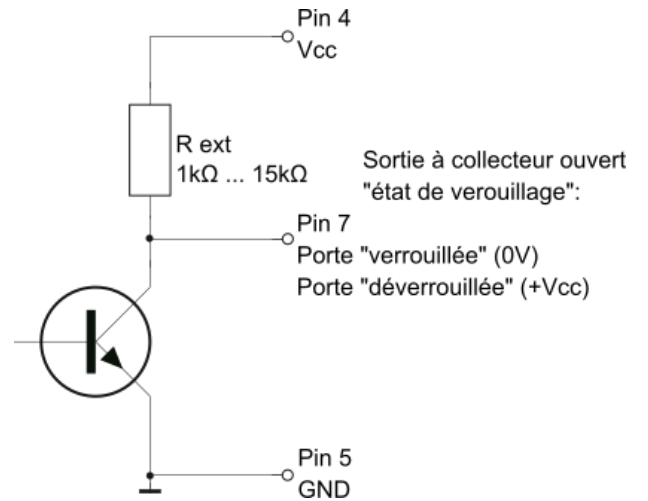 Pin 4
Vcc
R ext
1kΩ ... 15kΩ
Sortie à collecteur ouvert
"état de verouillage":
Pin 7
Porte "verrouillée" (0V)
Porte "déverrouillée" (+Vcc)
Pin 5
GND